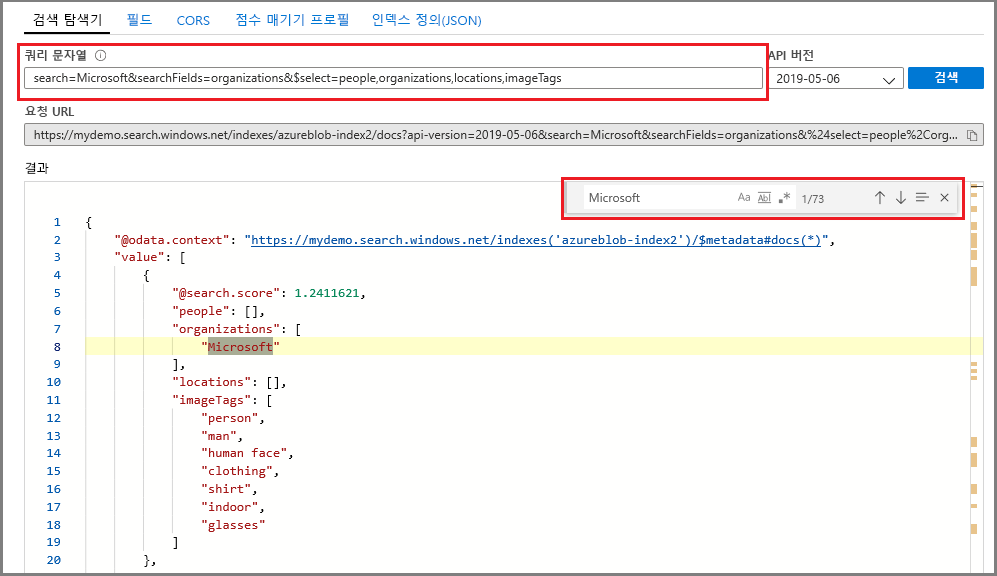 검색 탐색기 필드 CORS 점수 매기기 프로필 인덱스 정의(JSON)
쿼리 문자열 API 버전
search=Microsoft&searchFields=organizations&$select=people,organizations,locations,imageTags 2019-05-06 검색
요청 URL
https://mydemo.search.windows.net/indexes/azureblob-index2/docs?api-version=2019-05-06&search=Microsoft&searchFields=organizations&%24select=people%2Corg...
결과
Microsoft Aa Abl .* 1/73
1 {
2 "@odata.context": "https://mydemo.search.windows.net/indexes('azureblob-index2')/$metadata#docs(*)",
3 "value": [
4 {
5 "@search.score": 1.2411621,
6 "people": [],
7 "organizations": [
8 "Microsoft"
9 ],
10 "locations": [],
11 "imageTags": [
12 "person",
13 "man",
14 "human face",
15 "clothing",
16 "shirt",
17 "indoor",
18 "glasses"
19 ]
20 },